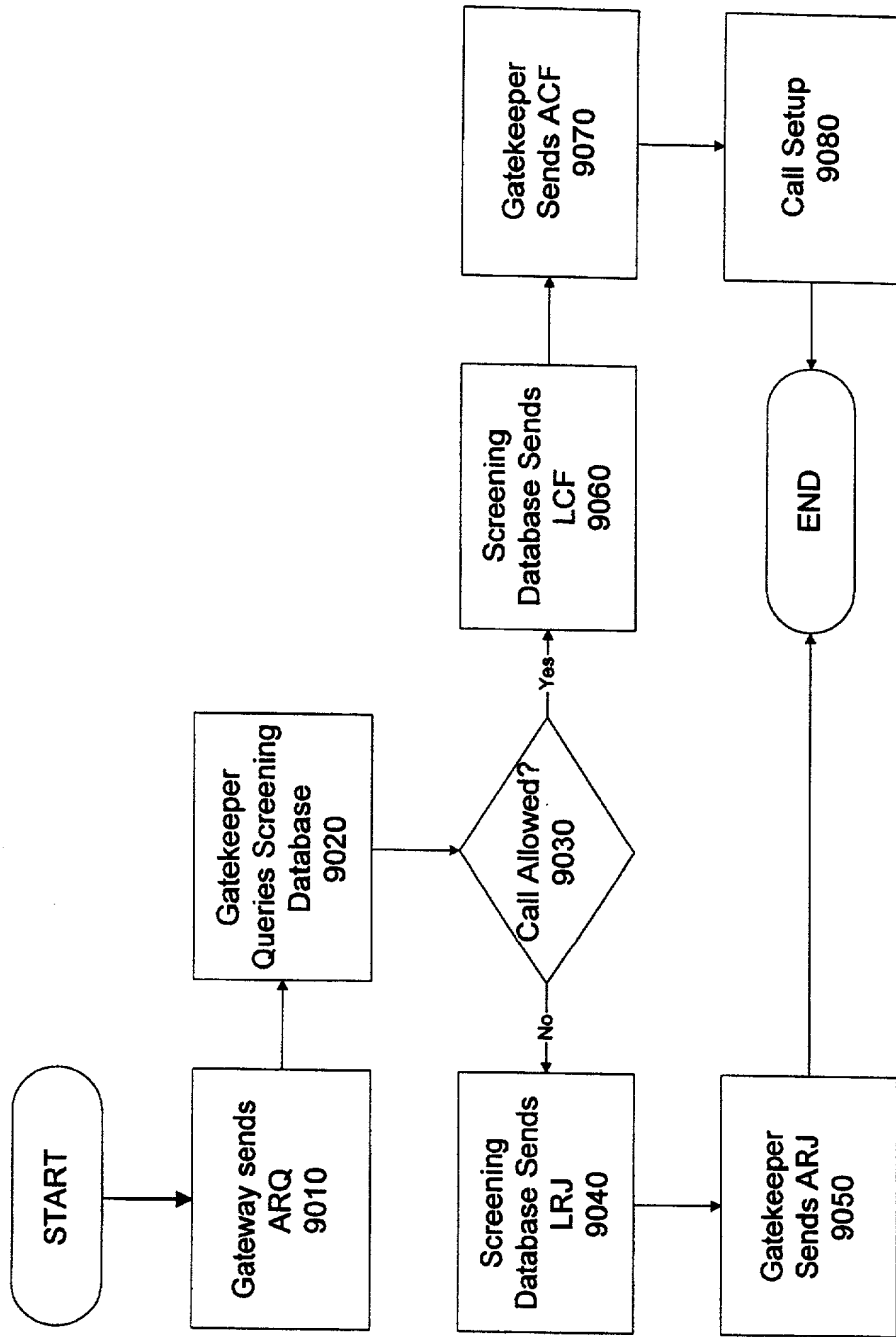 START
Gateway sends
ARQ
9010
Gatekeeper
Queries Screening
Database
9020
Call Allowed?
9030
No
Yes
Screening
Database Sends
LRJ
9040
Gatekeeper
Sends ARJ
9050
Screening
Database Sends
LCF
9060
Gatekeeper
Sends ACF
9070
Call Setup
9080
END